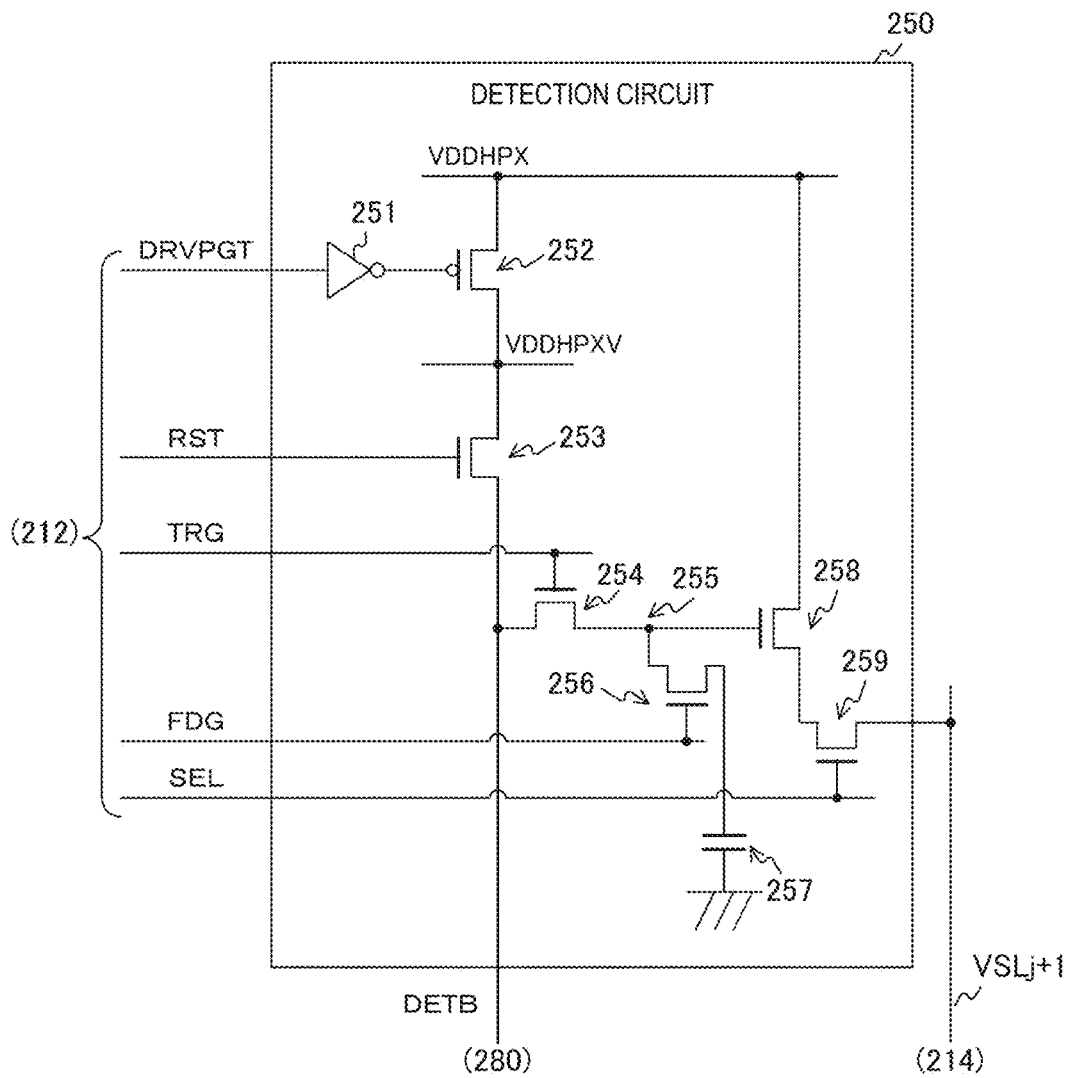 250
DETECTION CIRCUIT
VDDHPX
251
DRVPGT
252
VDDHPXV
RST
253
(212)
TRG
254
255
258
256
259
FDG
SEL
257
DETB
VSLj+1
(280)
(214)